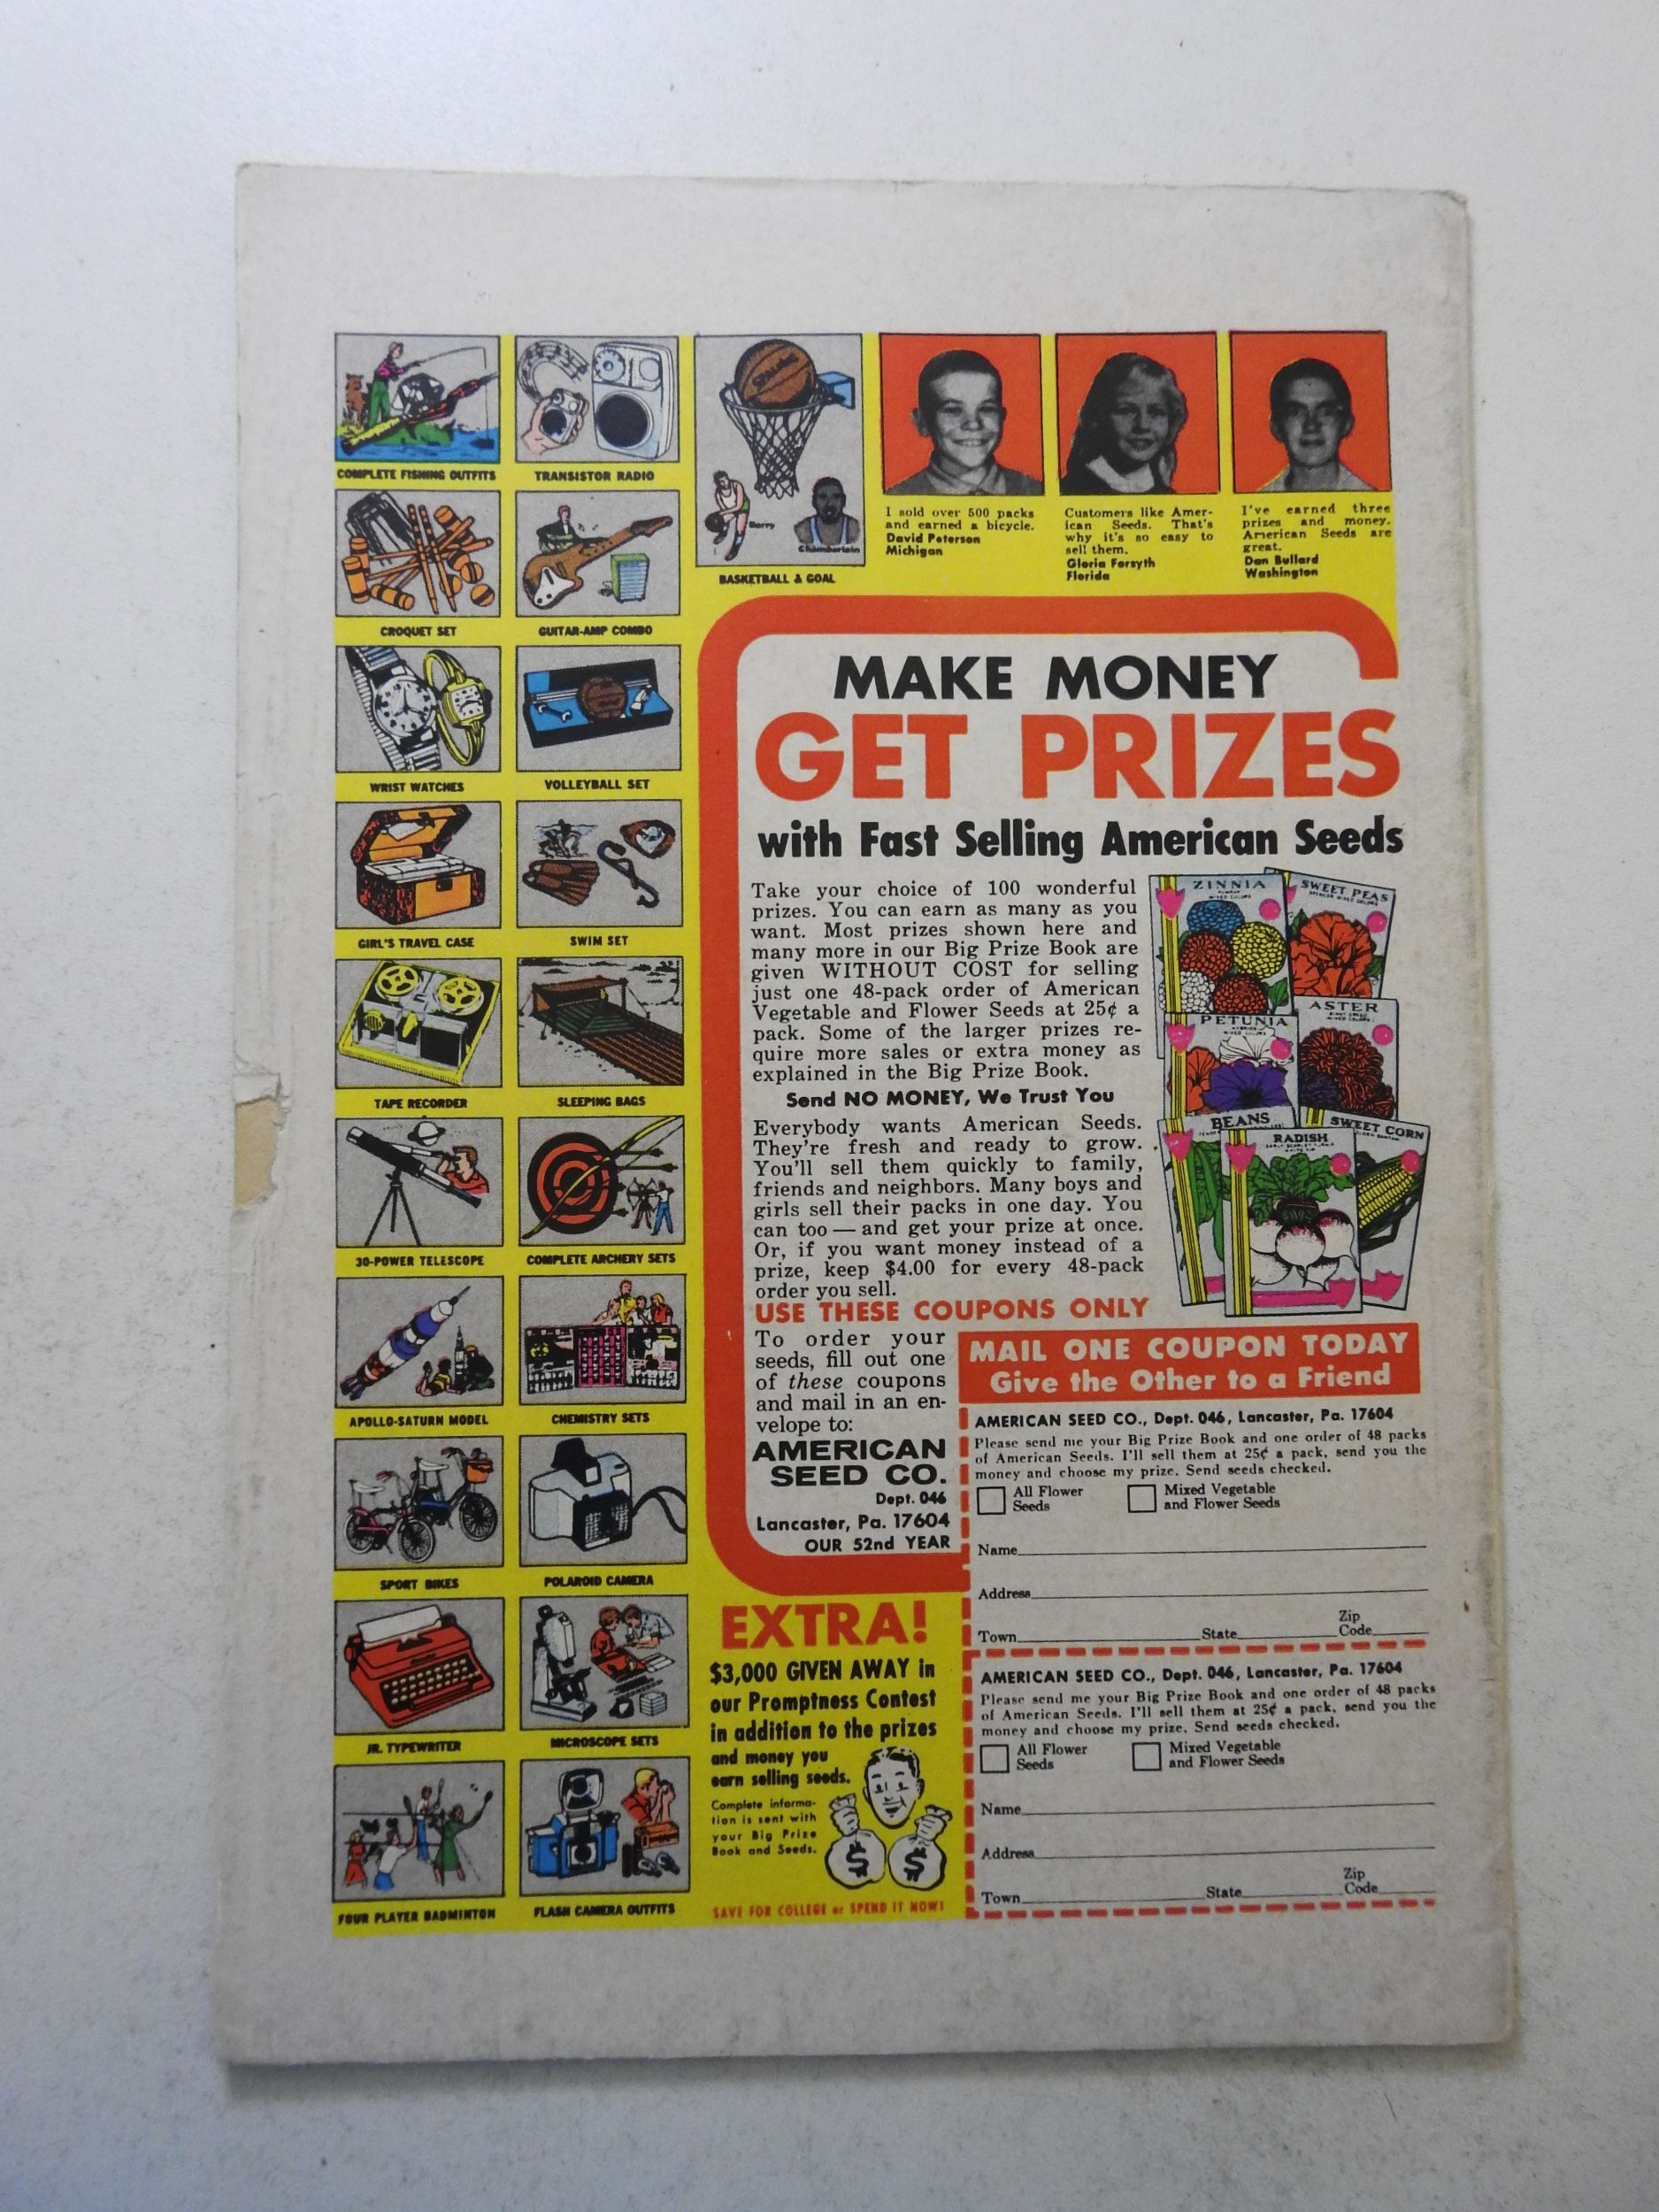 COMPLETE FISHING OUTFITS
TRANSISTOR RADIO
CROQUET SET
GUITAR-AMP COMBO
WRIST WATCHES
VOLLEYBALL SET
GIRL'S TRAVEL CASE
SWIM SET
TAPE RECORDER
SLEEPING BAGS
30-POWER TELESCOPE
COMPLETE ARCHERY SETS
APOLLO-SATURN MODEL
CHEMISTRY SETS
SPORT BIKES
POLAROID CAMERA
JR. TYPEWRITER
MICROSCOPE SETS
FOUR PLAYER BADMINTON
FLASH CAMERA OUTFITS
Barry
Chamberlain
BASKETBALL & GOAL
I sold over 500 packs
and earned a bicycle.
David Peterson
Michigan
Customers like Amer-
ican Seeds. That's
why it's so easy to
sell them.
Gloria Forsyth
Florida
I've earned three
prizes and money.
American Seeds are
great.
Dan Bullard
Washington
MAKE MONEY
GET PRIZES
with Fast Selling American Seeds
Take your choice of 100 wonderful
prizes. You can earn as many as you
want. Most prizes shown here and
many more in our Big Prize Book are
given WITHOUT COST for selling
just one 48-pack order of American
Vegetable and Flower Seeds at 25¢ a
pack. Some of the larger prizes re-
quire more sales or extra money as
explained in the Big Prize Book.
Send NO MONEY, We Trust You
Everybody wants American Seeds.
They're fresh and ready to grow.
You'll sell them quickly to family,
friends and neighbors. Many boys and
girls sell their packs in one day. You
can too — and get your prize at once.
Or, if you want money instead of a
prize, keep $4.00 for every 48-pack
order you sell.
ZINNIA
MIXED COLORS
SWEET PEAS
SPENCER MIXED COLORS
PETUNIA
MIXED COLORS
ASTER
MIXED COLORS
BEANS
RADISH
SWEET CORN
USE THESE COUPONS ONLY
To order your
seeds, fill out one
of these coupons
and mail in an en-
velope to:
AMERICAN
SEED CO.
Dept. 046
Lancaster, Pa. 17604
OUR 52nd YEAR
MAIL ONE COUPON TODAY
Give the Other to a Friend
AMERICAN SEED CO., Dept. 046, Lancaster, Pa. 17604
Please send me your Big Prize Book and one order of 48 packs
of American Seeds. I'll sell them at 25¢ a pack, send you the
money and choose my prize. Send seeds checked.
All Flower
Seeds
Mixed Vegetable
and Flower Seeds
Name
Address
Town State Zip Code
AMERICAN SEED CO., Dept. 046, Lancaster, Pa. 17604
Please send me your Big Prize Book and one order of 48 packs
of American Seeds. I'll sell them at 25¢ a pack, send you the
money and choose my prize. Send seeds checked.
All Flower
Seeds
Mixed Vegetable
and Flower Seeds
Name
Address
Town State Zip Code
EXTRA!
$3,000 GIVEN AWAY in
our Promptness Contest
in addition to the prizes
and money you
earn selling seeds.
Complete informa-
tion is sent with
your Big Prize
Book and Seeds.
$ $
SAVE FOR COLLEGE or SPEND IT NOW!